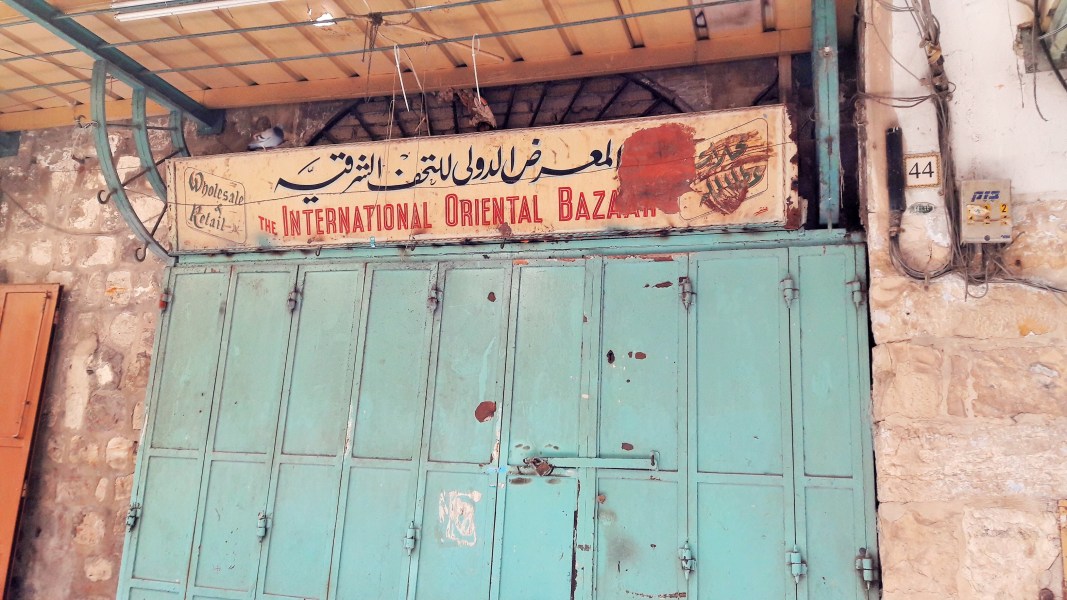 المعرض الدولي للتحف الشرقية
Wholesale
&
Retail
THE INTERNATIONAL ORIENTAL BAZAAR
44